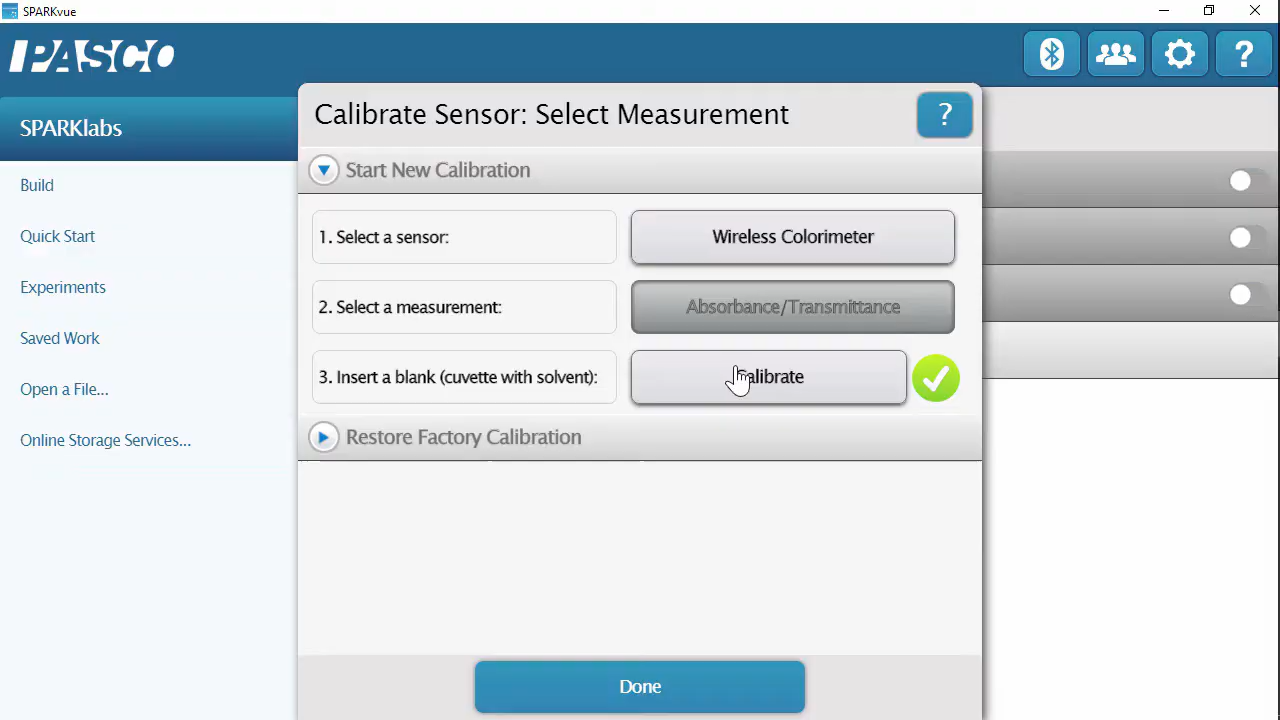 SPARKvue
PASCO
?
SPARKlabs
Build
Quick Start
Experiments
Saved Work
Open a File...
Online Storage Services...
Calibrate Sensor: Select Measurement
?
Start New Calibration
1. Select a sensor:
Wireless Colorimeter
2. Select a measurement:
Absorbance/Transmittance
3. Insert a blank (cuvette with solvent):
Calibrate
Restore Factory Calibration
Done